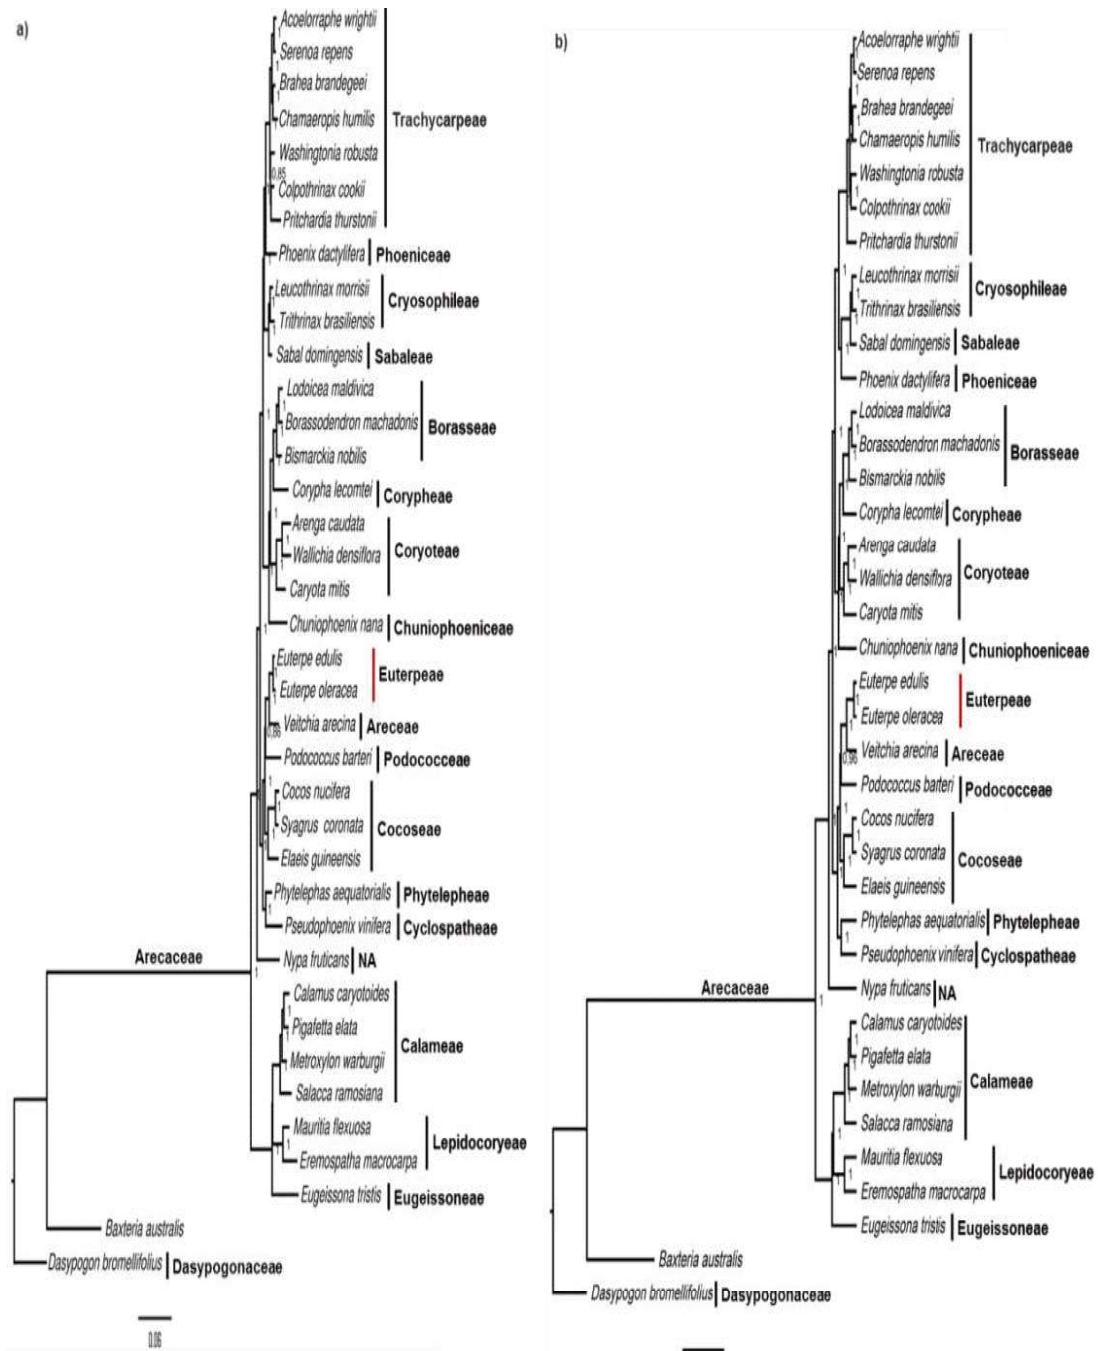 a)
Acoelorraphe wrightii
Serenoa repens
Brahea brandegeei
Chamaeropis humilis
Trachycarpeae
Washingtonia robusta
0,85
Colpothrinax cookii
Pritchardia thurstonii
Phoenix dactylifera
Phoeniceae
Leucothrinax morrisii
Cryosophileae
Trithrinax brasiliensis
Sabal domingensis
Sabaleae
Lodoicea maldivica
Borassodendron machadonis
Borasseae
Bismarckia nobilis
Corypha lecomtei
Corypheae
Arenga caudata
Wallichia densiflora
Coryoteae
Caryota mitis
Chuniophoenix nana
Chuniophoeniceae
Euterpe edulis
Euterpeae
Euterpe oleracea
Veitchia arecina
Areceae
Podococcus barteri
Podococceae
Cocos nucifera
Syagrus coronata
Cocoseae
Elaeis guineensis
Phytelephas aequatorialis
Phytelepheae
Pseudophoenix vinifera
Cyclospatheae
Arecaceae
Nypa fruticans
NA
Calamus caryotoides
Pigafetta elata
Calameae
Metroxylon warburgii
Salacca ramosiana
Mauritia flexuosa
Lepidocoryeae
Eremospatha macrocarpa
Eugeissona tristis
Eugeissoneae
Baxteria australis
Dasypogon bromellifolius
Dasypogonaceae
0.06
b)
Acoelorraphe wrightii
Serenoa repens
Brahea brandegeei
Chamaeropis humilis
Trachycarpeae
Washingtonia robusta
Colpothrinax cookii
Pritchardia thurstonii
Leucothrinax morrisii
Cryosophileae
Trithrinax brasiliensis
Sabal domingensis
Sabaleae
Phoenix dactylifera
Phoeniceae
Lodoicea maldivica
Borassodendron machadonis
Borasseae
Bismarckia nobilis
Corypha lecomtei
Corypheae
Arenga caudata
Wallichia densiflora
Coryoteae
Caryota mitis
Chuniophoenix nana
Chuniophoeniceae
Euterpe edulis
Euterpeae
Euterpe oleracea
Veitchia arecina
Areceae
Podococcus barteri
Podococceae
Cocos nucifera
Syagrus coronata
Cocoseae
Elaeis guineensis
Phytelephas aequatorialis
Phytelepheae
Pseudophoenix vinifera
Cyclospatheae
Arecaceae
Nypa fruticans
NA
Calamus caryotoides
Pigafetta elata
Calameae
Metroxylon warburgii
Salacca ramosiana
Mauritia flexuosa
Lepidocoryeae
Eremospatha macrocarpa
Eugeissona tristis
Eugeissoneae
Baxteria australis
Dasypogon bromellifolius
Dasypogonaceae